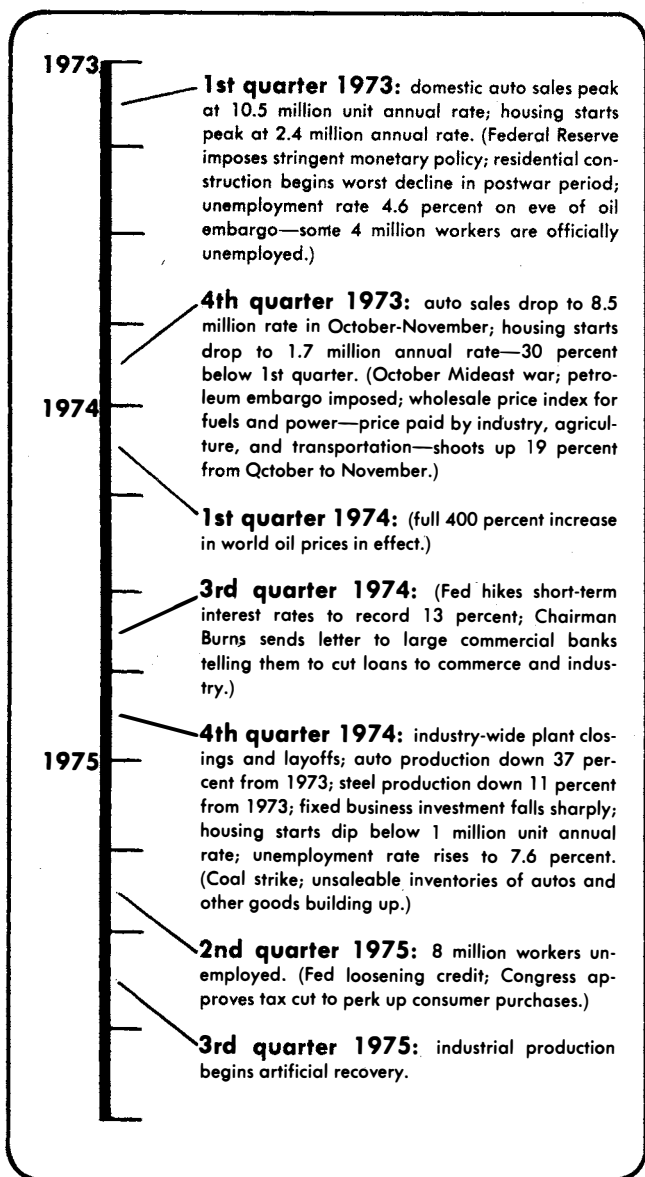 1973
1st quarter 1973: domestic auto sales peak
at 10.5 million unit annual rate; housing starts
peak at 2.4 million annual rate. (Federal Reserve
imposes stringent monetary policy; residential con-
struction begins worst decline in postwar period;
unemployment rate 4.6 percent on eve of oil
embargo—some 4 million workers are officially
unemployed.)
4th quarter 1973: auto sales drop to 8.5
million rate in October-November; housing starts
drop to 1.7 million annual rate—30 percent
below 1st quarter. (October Mideast war; petro-
leum embargo imposed; wholesale price index for
fuels and power—price paid by industry, agricul-
ture, and transportation—shoots up 19 percent
from October to November.)
1974
1st quarter 1974: (full 400 percent increase
in world oil prices in effect.)
3rd quarter 1974: (Fed hikes short-term
interest rates to record 13 percent; Chairman
Burns sends letter to large commercial banks
telling them to cut loans to commerce and indus-
try.)
4th quarter 1974: industry-wide plant clos-
ings and layoffs; auto production down 37 per-
cent from 1973; steel production down 11 percent
from 1973; fixed business investment falls sharply;
housing starts dip below 1 million unit annual
rate; unemployment rate rises to 7.6 percent.
(Coal strike; unsaleable inventories of autos and
other goods building up.)
1975
2nd quarter 1975: 8 million workers un-
employed. (Fed loosening credit; Congress ap-
proves tax cut to perk up consumer purchases.)
3rd quarter 1975: industrial production
begins artificial recovery.